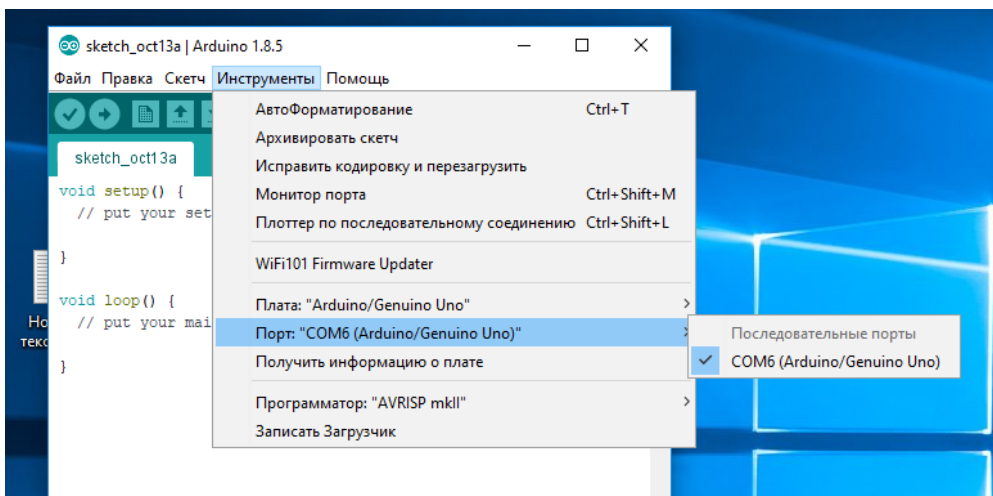 sketch_oct13a | Arduino 1.8.5
Файл Правка Скетч Инструменты Помощь
АвтоФорматирование Ctrl+T
Архивировать скетч
Исправить кодировку и перезагрузить
Монитор порта Ctrl+Shift+M
Плоттер по последовательному соединению Ctrl+Shift+L
WiFi101 Firmware Updater
Плата: "Arduino/Genuino Uno"
Порт: "COM6 (Arduino/Genuino Uno)"
Получить информацию о плате
Программатор: "AVRISP mkII"
Записать Загрузчик
Последовательные порты
COM6 (Arduino/Genuino Uno)
sketch_oct13a
void setup() {
// put your set
}
void loop() {
// put your mai
}
Но
текс